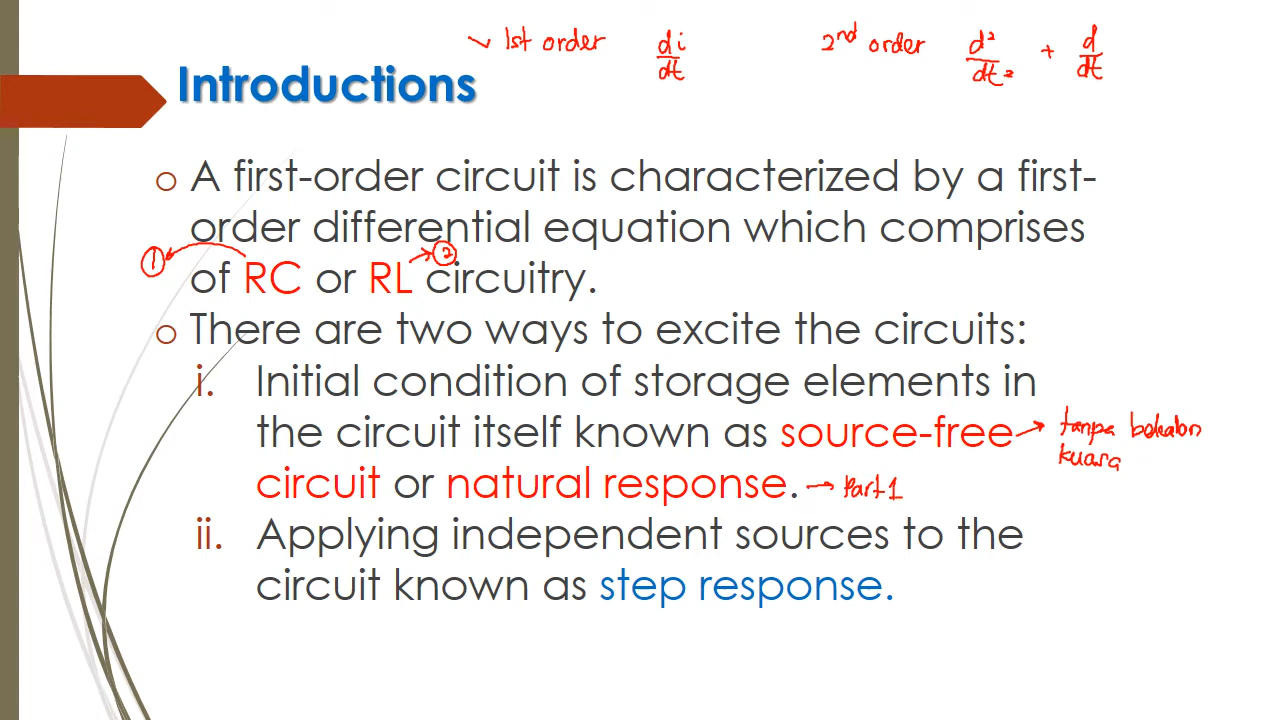 ✓ 1st order di/dt 2nd order d²/dt² + d/dt
Introductions
o A first-order circuit is characterized by a first-
order differential equation which comprises
① ②
of RC or RL circuitry.
o There are two ways to excite the circuits:
i. Initial condition of storage elements in
the circuit itself known as source-free → tanpa bekalan
kuasa
circuit or natural response. → Part 1
ii. Applying independent sources to the
circuit known as step response.